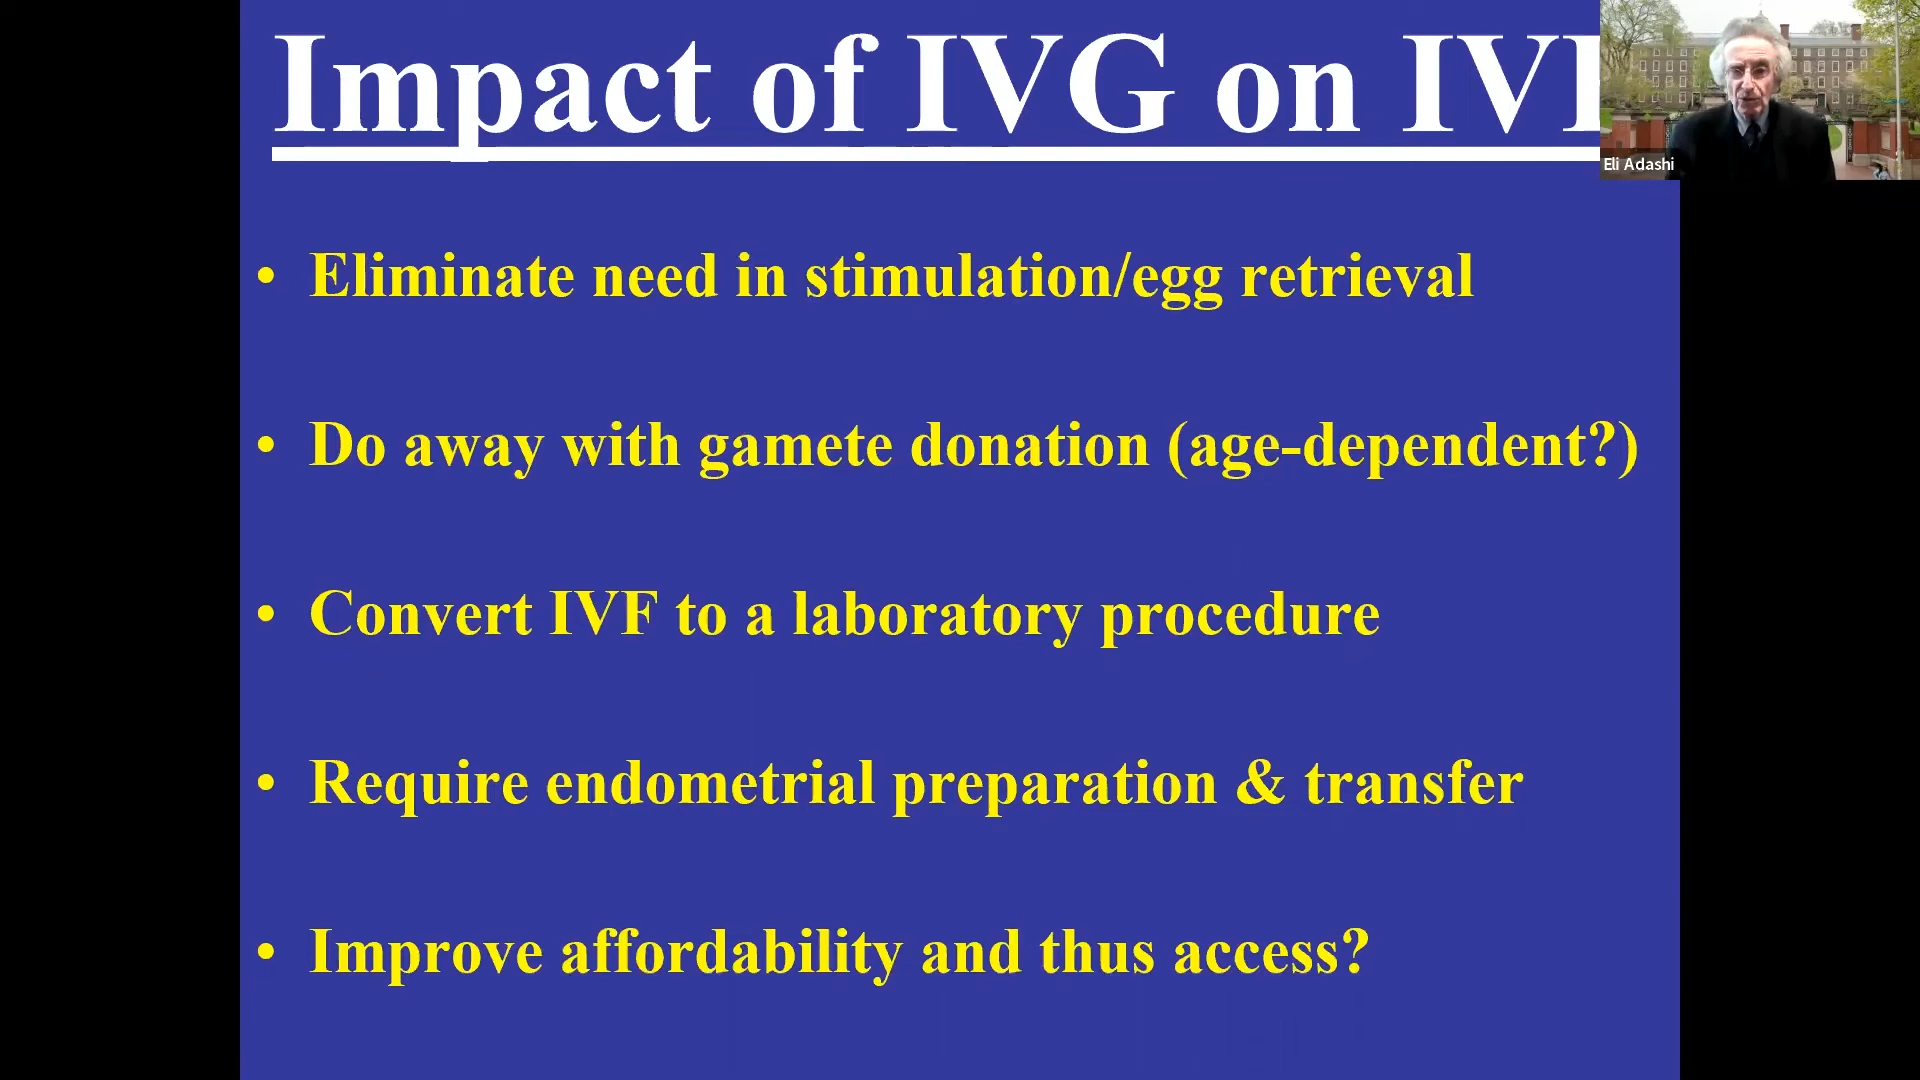 Impact of IVG on IV
Eli Adashi
• Eliminate need in stimulation/egg retrieval
• Do away with gamete donation (age-dependent?)
• Convert IVF to a laboratory procedure
• Require endometrial preparation & transfer
• Improve affordability and thus access?